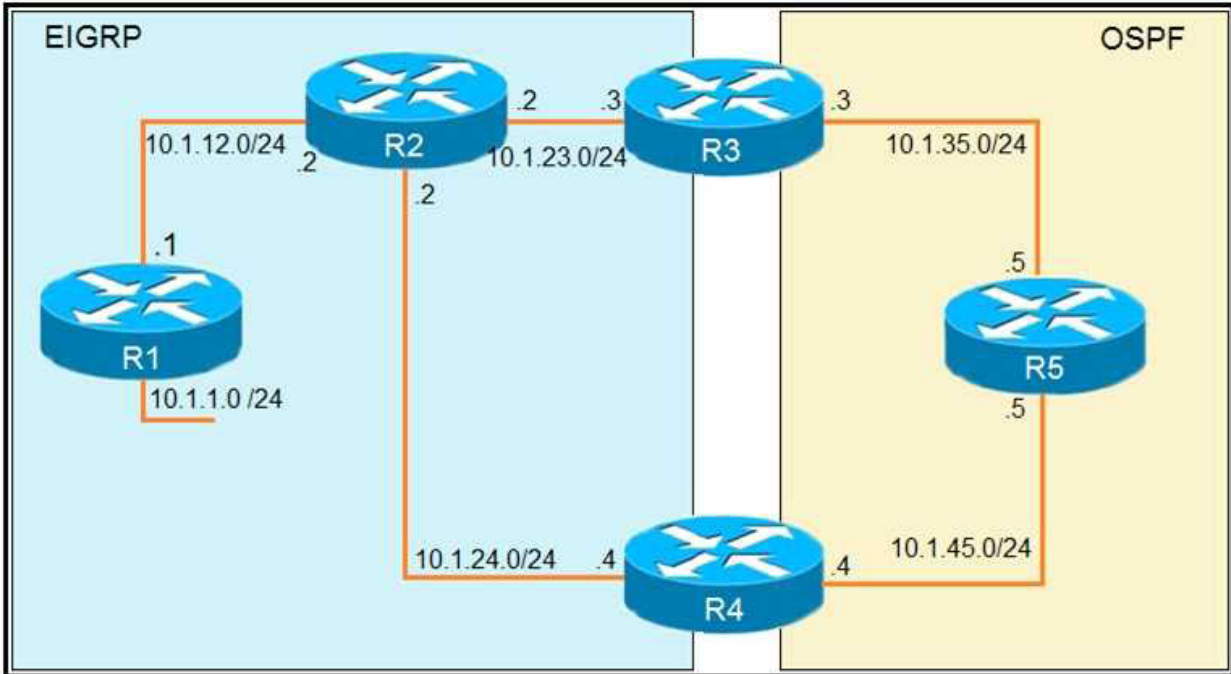 EIGRP
OSPF
.2
.3
.3
10.1.12.0/24
R2
10.1.23.0/24
R3
10.1.35.0/24
.2
.2
.1
.5
R1
R5
10.1.1.0 /24
.5
10.1.24.0/24
.4
10.1.45.0/24
.4
R4